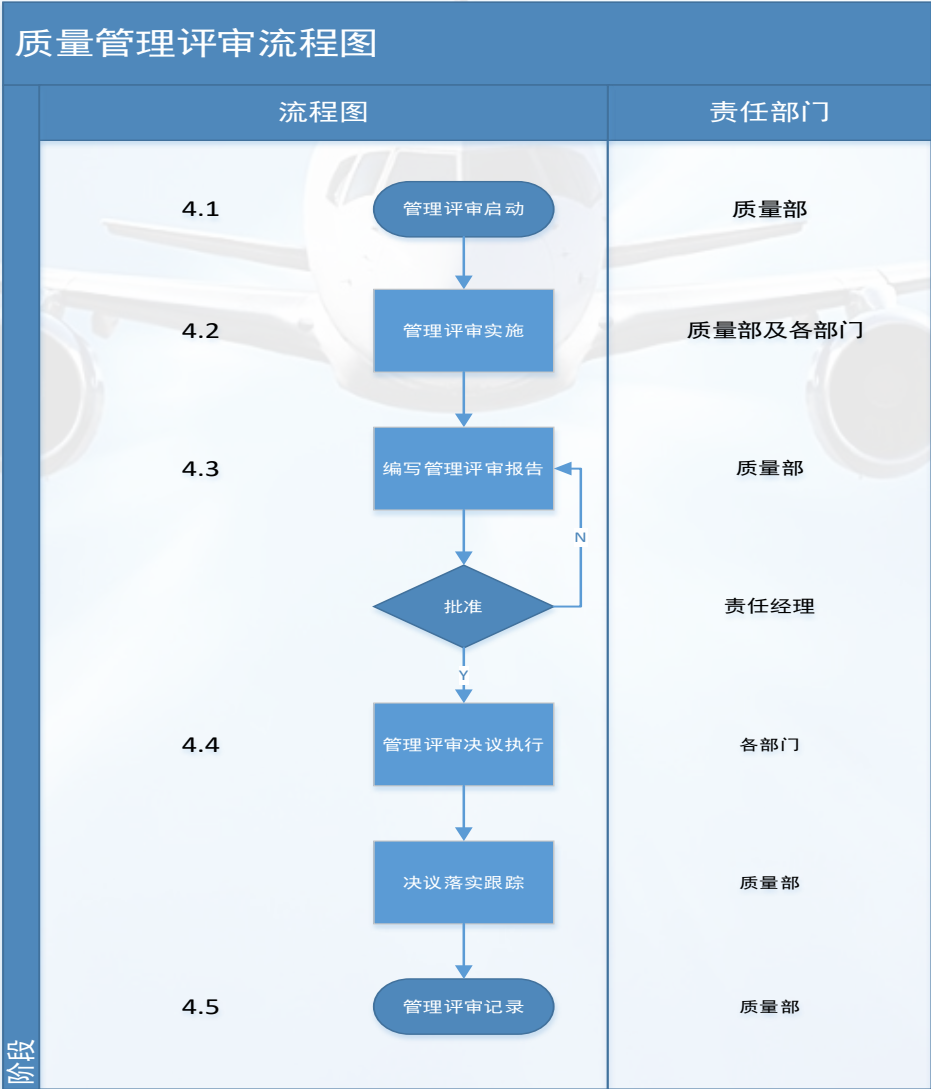 质量管理评审流程图
流程图 责任部门
4.1 管理评审启动 质量部
4.2 管理评审实施 质量部及各部门
4.3 编写管理评审报告 质量部
N
批准 责任经理
Y
4.4 管理评审决议执行 各部门
决议落实跟踪 质量部
4.5 管理评审记录 质量部
阶段